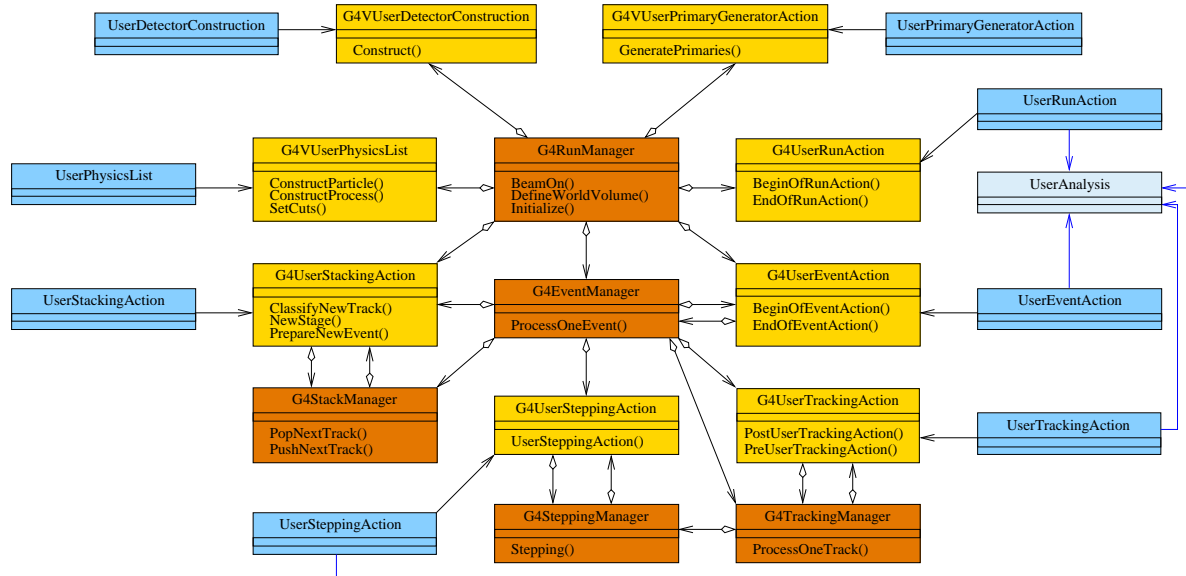 UserDetectorConstruction
G4VUserDetectorConstruction
Construct()
G4VUserPrimaryGeneratorAction
GeneratePrimaries()
UserPrimaryGeneratorAction
UserRunAction
G4VUserPhysicsList
ConstructParticle()
ConstructProcess()
SetCuts()
G4RunManager
BeamOn()
DefineWorldVolume()
Initialize()
G4UserRunAction
BeginOfRunAction()
EndOfRunAction()
UserPhysicsList
UserAnalysis
G4UserStackingAction
ClassifyNewTrack()
NewStage()
PrepareNewEvent()
G4EventManager
ProcessOneEvent()
G4UserEventAction
BeginOfEventAction()
EndOfEventAction()
UserStackingAction
UserEventAction
G4StackManager
PopNextTrack()
PushNextTrack()
G4UserSteppingAction
UserSteppingAction()
G4UserTrackingAction
PostUserTrackingAction()
PreUserTrackingAction()
UserTrackingAction
UserSteppingAction
G4SteppingManager
Stepping()
G4TrackingManager
ProcessOneTrack()